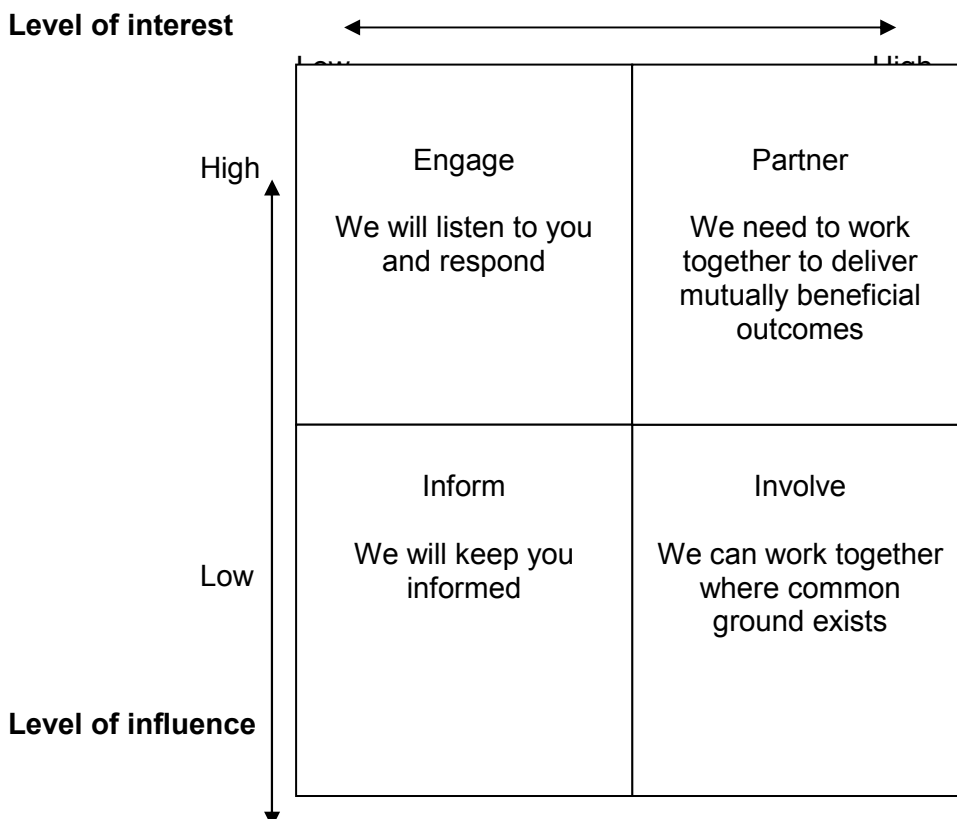 Level of interest
Low
High
High
Engage
We will listen to you
and respond
Partner
We need to work
together to deliver
mutually beneficial
outcomes
Low
Inform
We will keep you
informed
Involve
We can work together
where common
ground exists
Level of influence